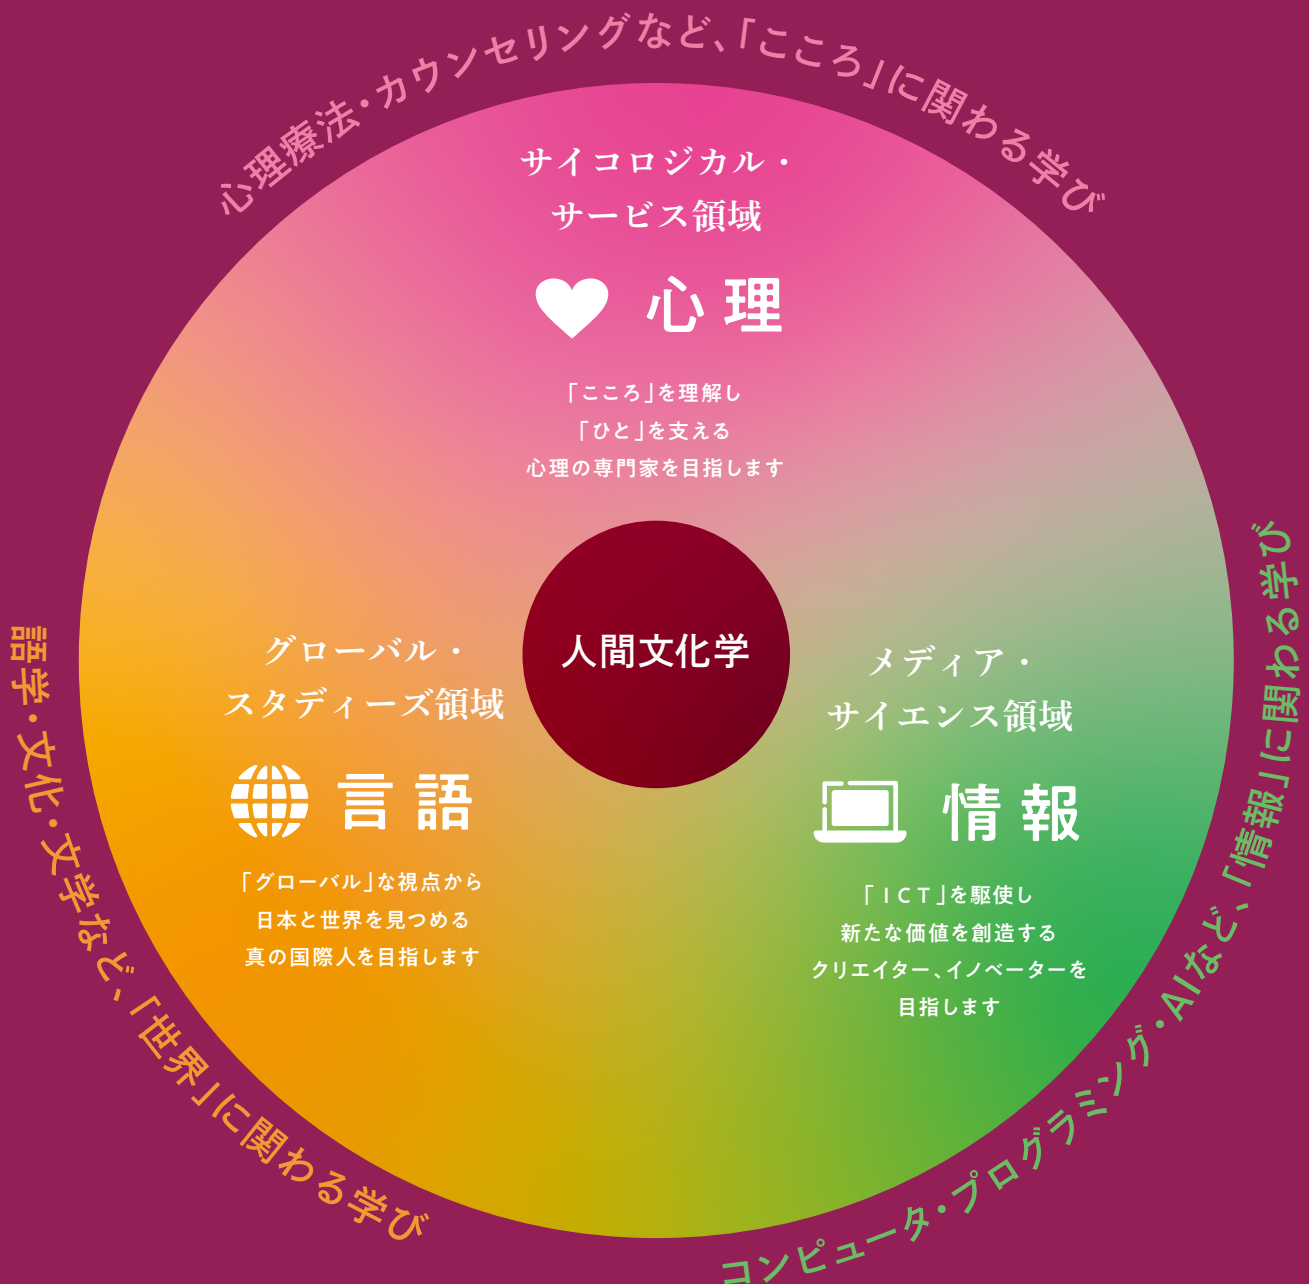 心理療法・カウンセリングなど、「こころ」に関わる学び
サイコロジカル・
サービス領域
心理
「こころ」を理解し
「ひと」を支える
心理の専門家を目指します
人間文化学
グローバル・
スタディーズ領域
言語
「グローバル」な視点から
日本と世界を見つめる
真の国際人を目指します
語学・文化・文学など、「世界」に関わる学び
メディア・
サイエンス領域
情報
「ICT」を駆使し
新たな価値を創造する
クリエイター、イノベーターを
目指します
コンピュータ・プログラミング・AIなど、「情報」に関わる学び